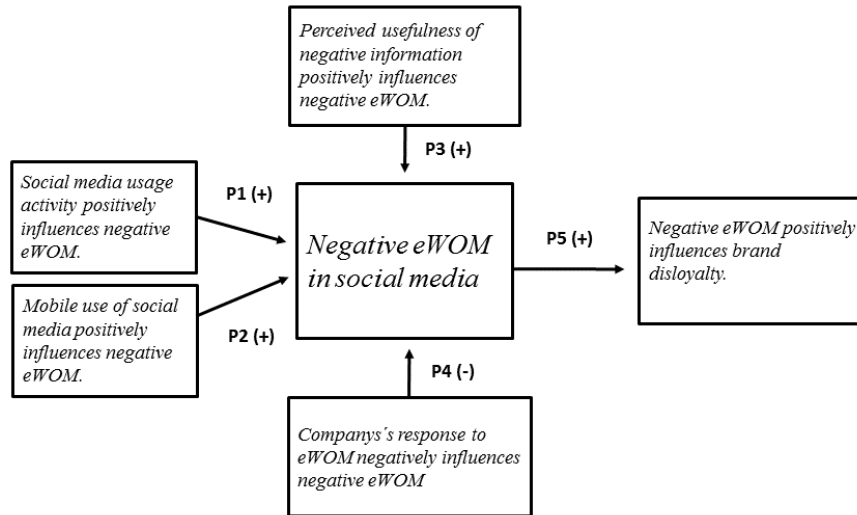 Perceived usefulness of
negative information
positively influences
negative eWOM.
P3 (+)
Social media usage
activity positively
influences negative
eWOM.
P1 (+)
Mobile use of social
media positively
influences negative
eWOM.
P2 (+)
Negative eWOM
in social media
P5 (+)
Negative eWOM positively
influences brand
disloyalty.
P4 (-)
Companys´s response to
eWOM negatively influences
negative eWOM